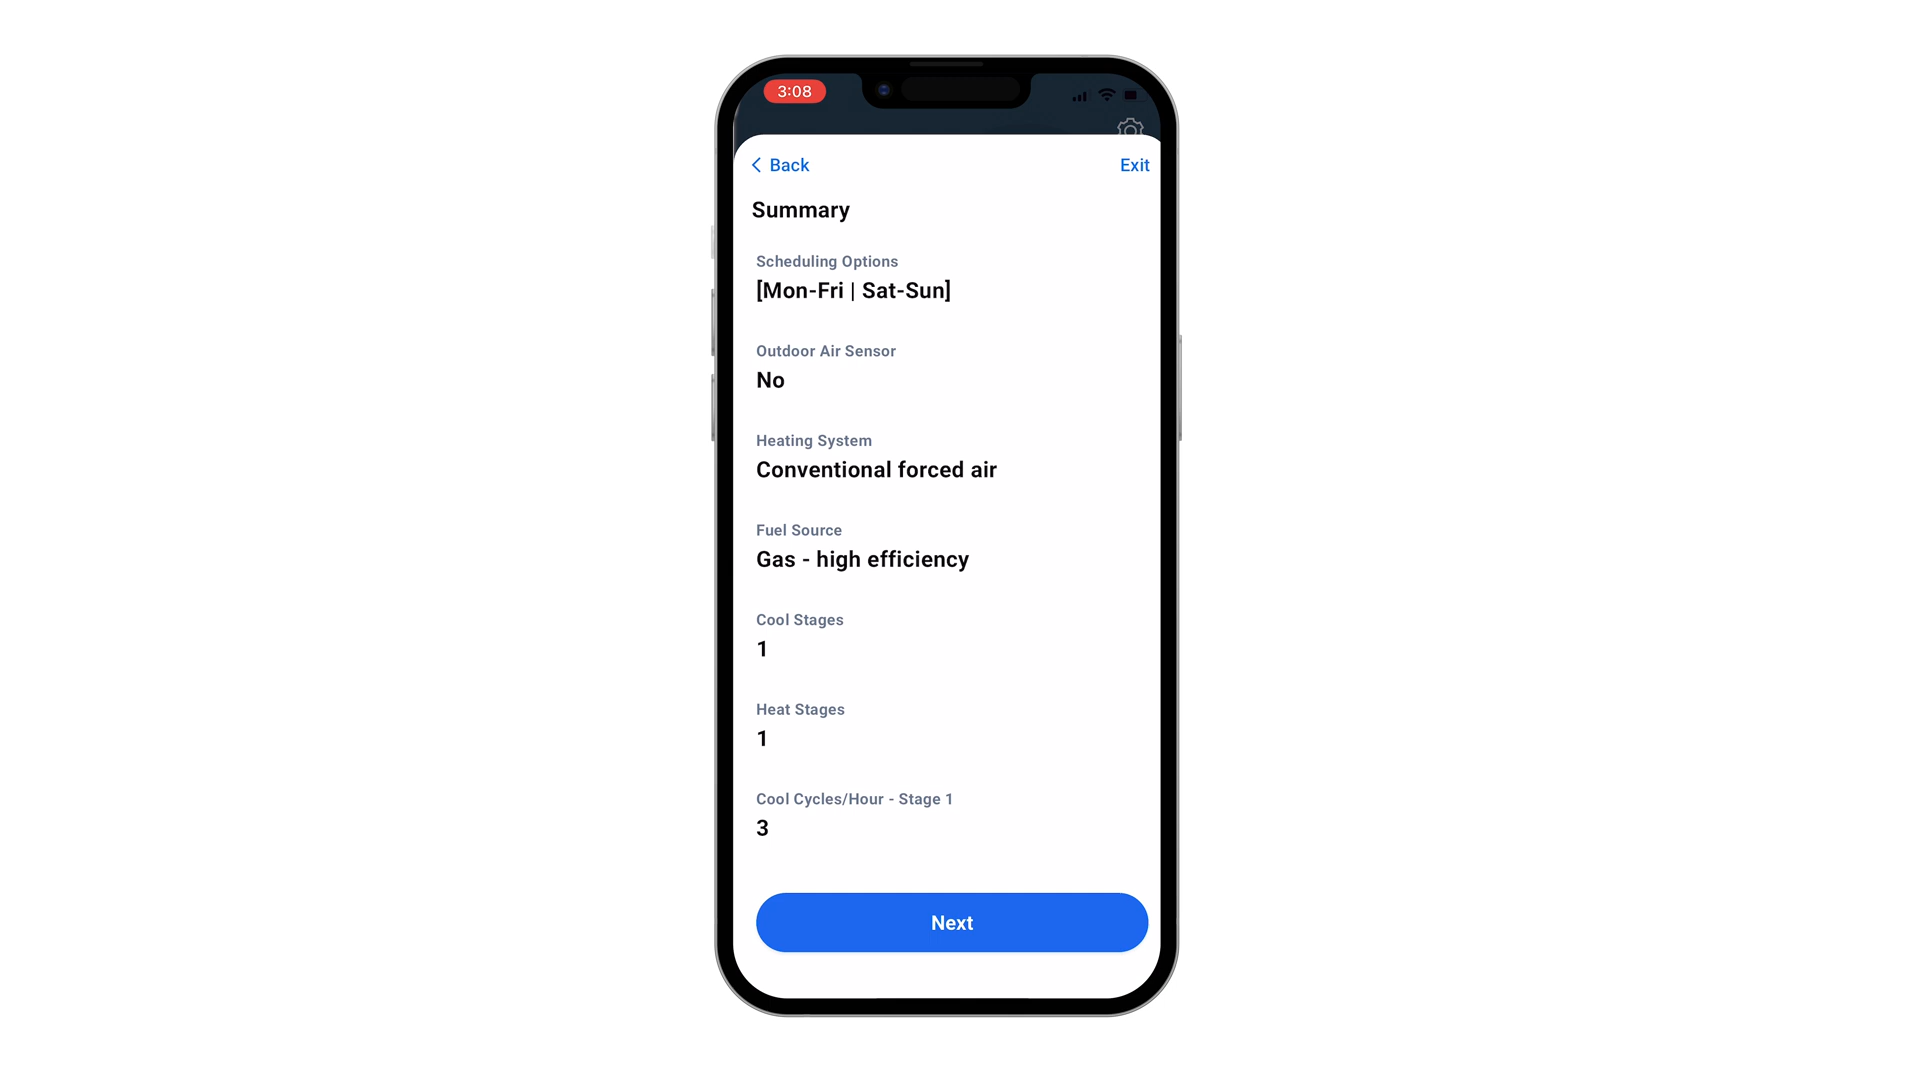 3:08
Back
Exit
Summary
Scheduling Options
[Mon-Fri | Sat-Sun]
Outdoor Air Sensor
No
Heating System
Conventional forced air
Fuel Source
Gas - high efficiency
Cool Stages
1
Heat Stages
1
Cool Cycles/Hour - Stage 1
3
Next